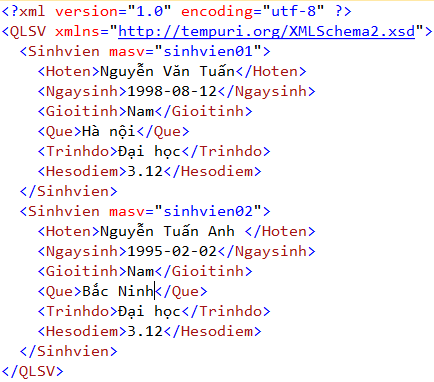 <?xml version="1.0" encoding="utf-8" ?>
<QLSV xmlns="http://tempuri.org/XMLSchema2.xsd">
  <Sinhvien masv="sinhvien01">
    <Hoten>Nguyễn Văn Tuấn</Hoten>
    <Ngaysinh>1998-08-12</Ngaysinh>
    <Gioitinh>Nam</Gioitinh>
    <Que>Hà nội</Que>
    <Trinhdo>Đại học</Trinhdo>
    <Hesodiem>3.12</Hesodiem>
  </Sinhvien>
  <Sinhvien masv="sinhvien02">
    <Hoten>Nguyễn Tuấn Anh </Hoten>
    <Ngaysinh>1995-02-02</Ngaysinh>
    <Gioitinh>Nam</Gioitinh>
    <Que>Bắc Ninh</Que>
    <Trinhdo>Đại học</Trinhdo>
    <Hesodiem>3.12</Hesodiem>
  </Sinhvien>
</QLSV>